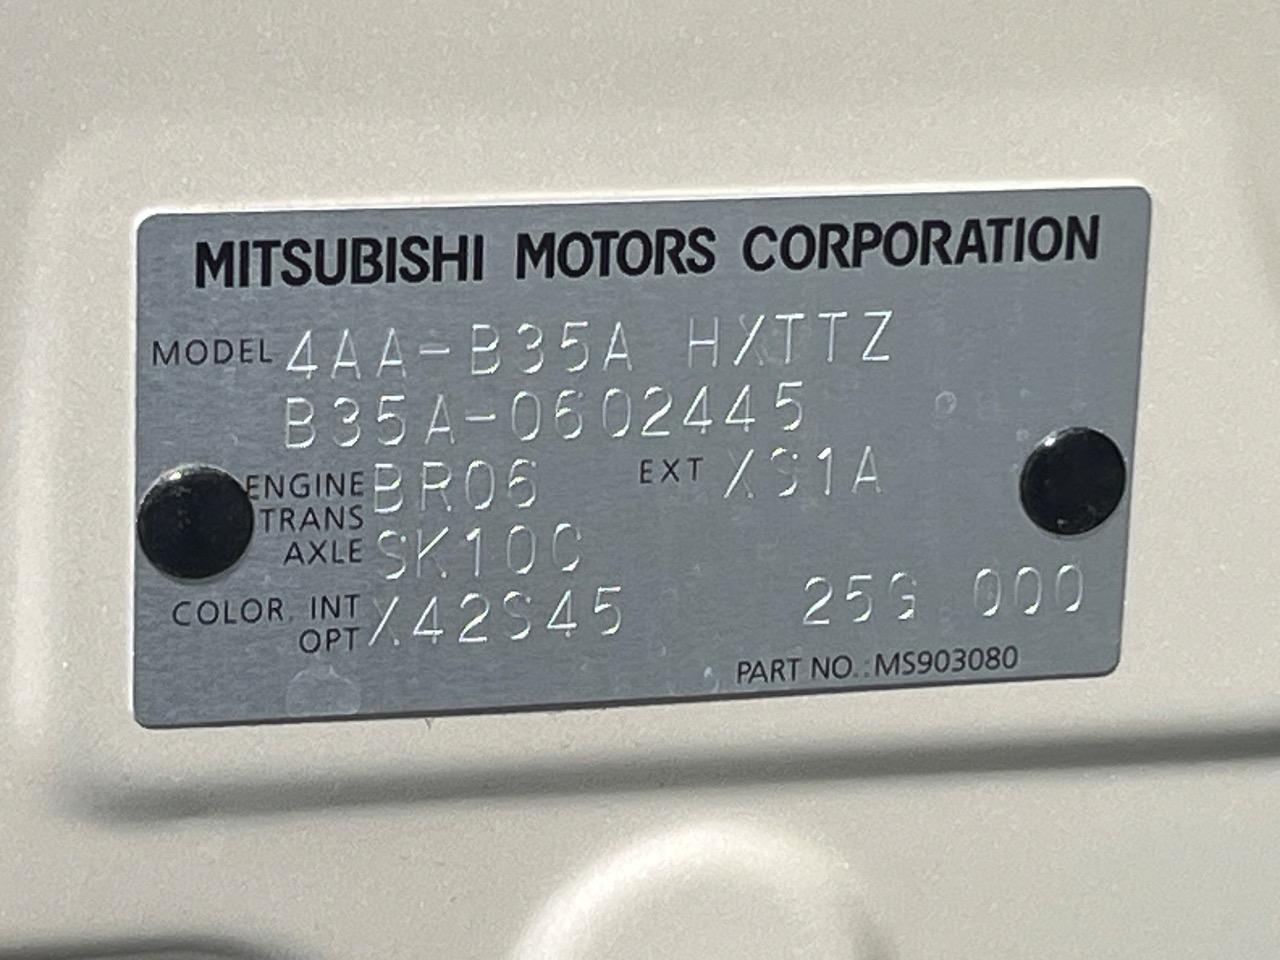 MITSUBISHI MOTORS CORPORATION
MODEL 4AA-B35A HXTTZ
B35A-0602445
ENGINE BR06 EXT XS1A
TRANS
AXLE SK10C
COLOR, INT
OPT X42S45 25G 000
PART NO.:MS903080